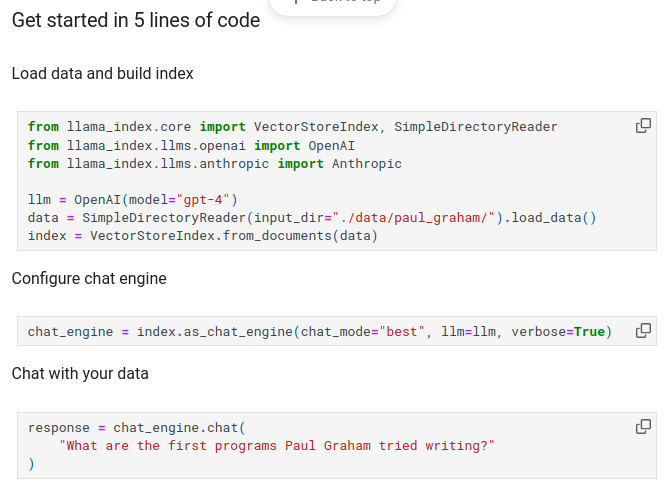 Back to top
Get started in 5 lines of code
Load data and build index
from llama_index.core import VectorStoreIndex, SimpleDirectoryReader
from llama_index.llms.openai import OpenAI
from llama_index.llms.anthropic import Anthropic
llm = OpenAI(model="gpt-4")
data = SimpleDirectoryReader(input_dir="./data/paul_graham/").load_data()
index = VectorStoreIndex.from_documents(data)
Configure chat engine
chat_engine = index.as_chat_engine(chat_mode="best", llm=llm, verbose=True)
Chat with your data
response = chat_engine.chat(
    "What are the first programs Paul Graham tried writing?"
)